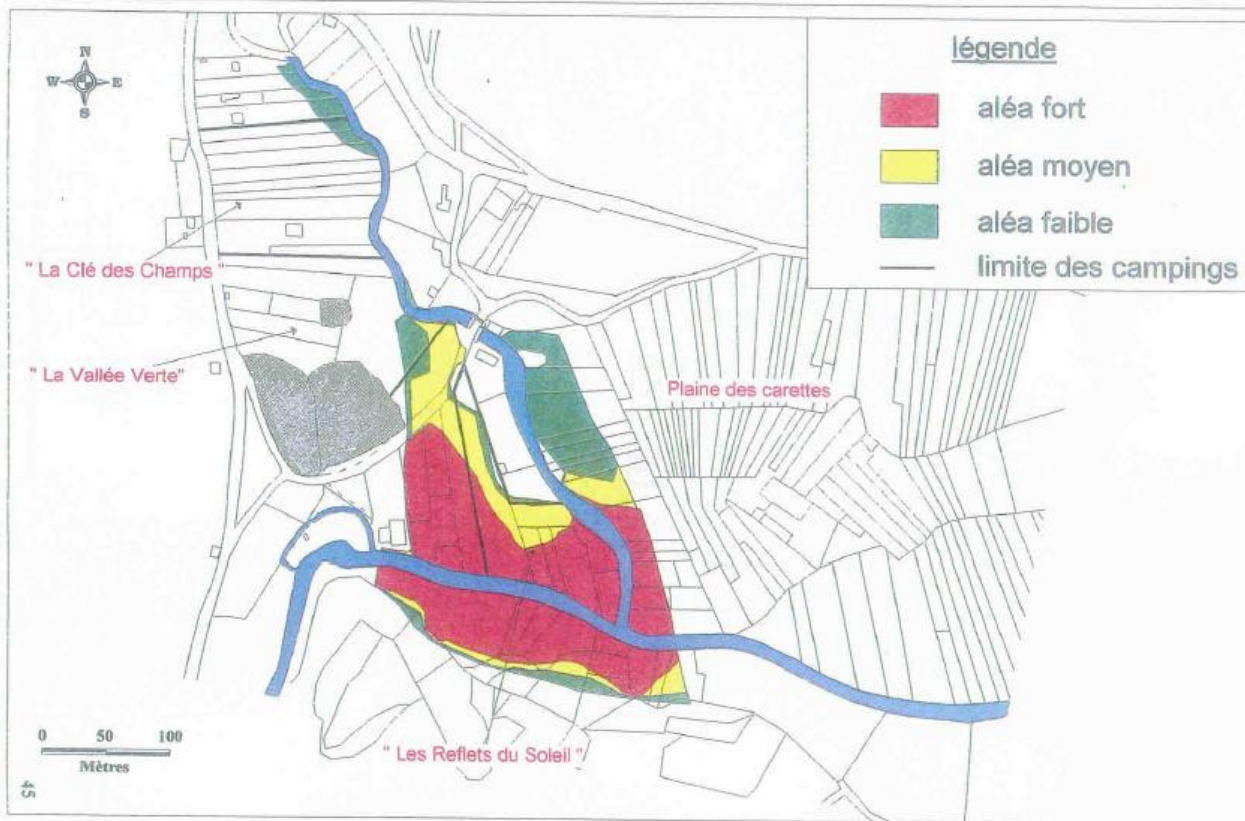 N
W E
S
légende
aléa fort
aléa moyen
aléa faible
limite des campings
" La Clé des Champs "
" La Vallée Verte"
Plaine des carettes
" Les Reflets du Soleil "
0 50 100
Mètres
45